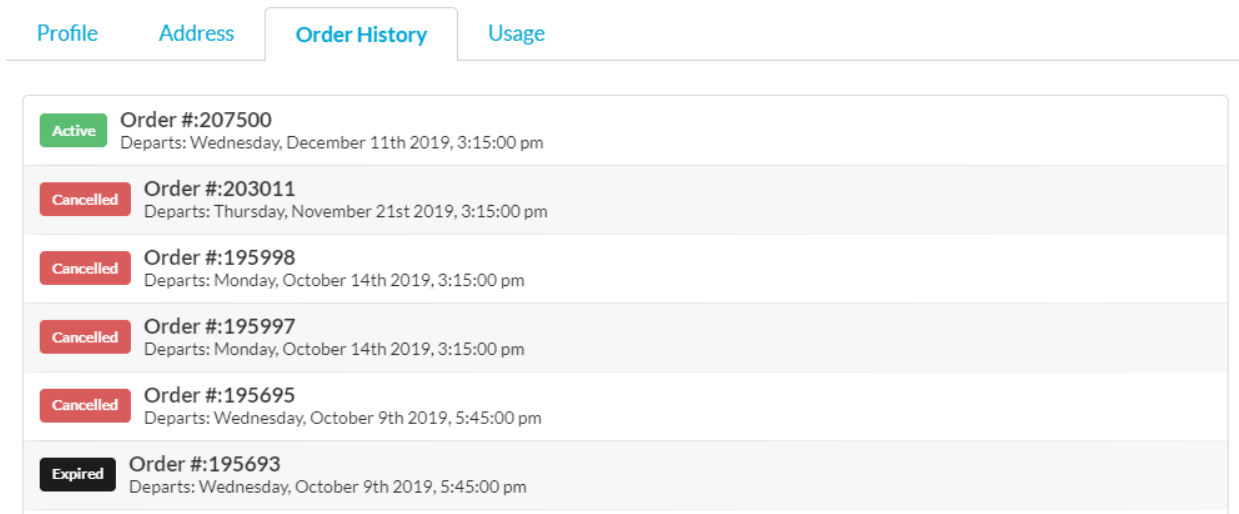 Profile Address Order History Usage
Active Order #:207500
Departs: Wednesday, December 11th 2019, 3:15:00 pm
Cancelled Order #:203011
Departs: Thursday, November 21st 2019, 3:15:00 pm
Cancelled Order #:195998
Departs: Monday, October 14th 2019, 3:15:00 pm
Cancelled Order #:195997
Departs: Monday, October 14th 2019, 3:15:00 pm
Cancelled Order #:195695
Departs: Wednesday, October 9th 2019, 5:45:00 pm
Expired Order #:195693
Departs: Wednesday, October 9th 2019, 5:45:00 pm